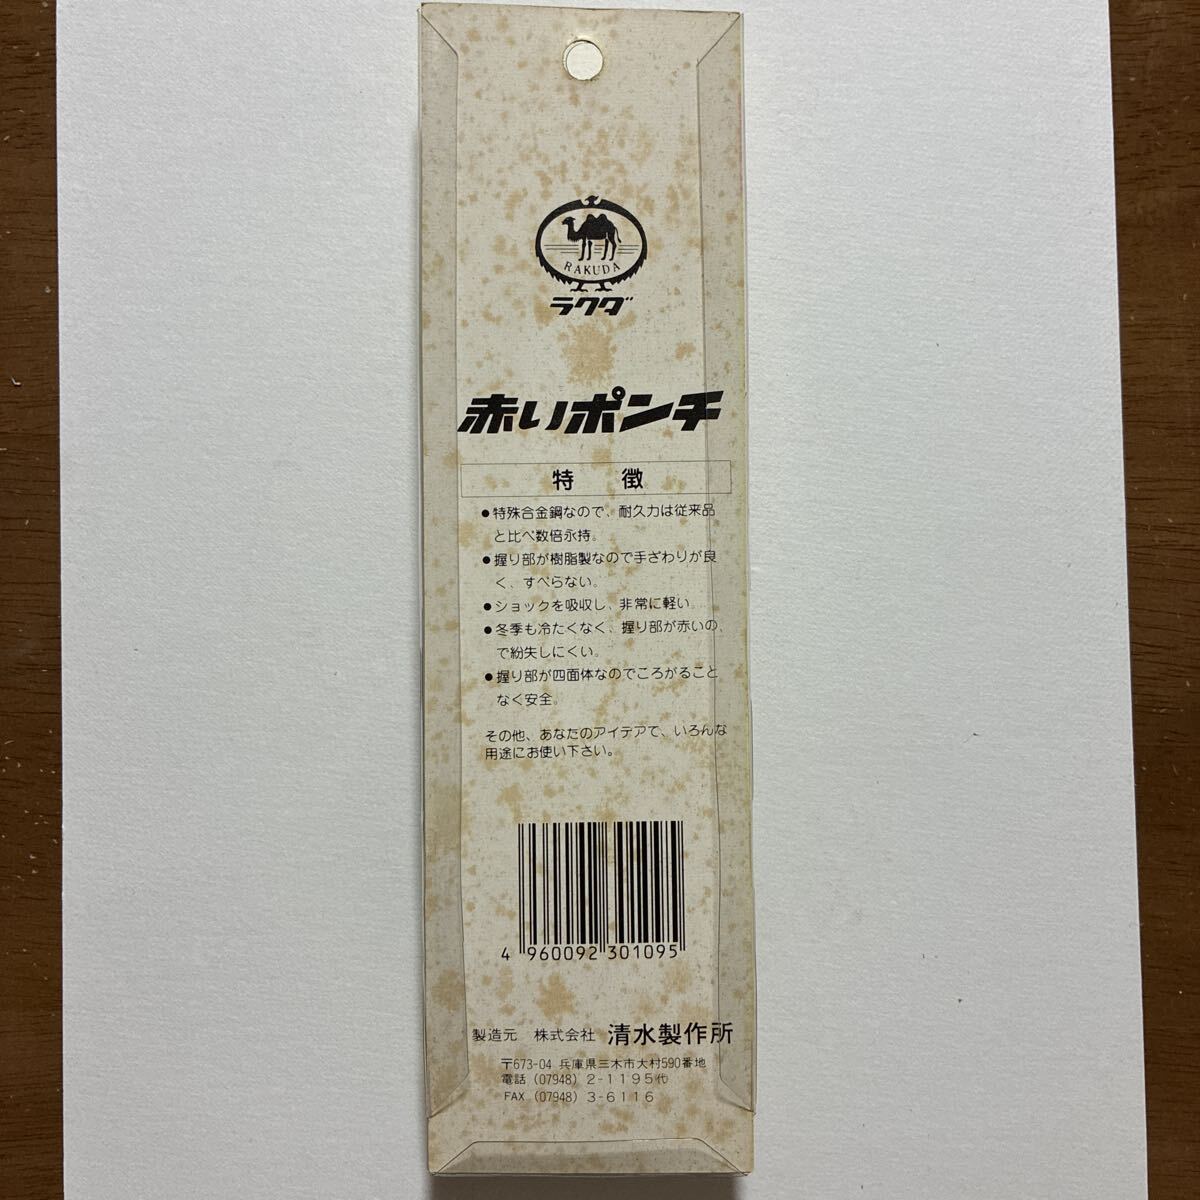 RAKUDA
ラクダ
赤いポンチ
特 徴
●特殊合金鋼なので、耐久力は従来品
と比べ数倍永持。
●握り部が樹脂製なので手ざわりが良
く、すべらない。
●ショックを吸収し、非常に軽い。
●冬季も冷たくなく、握り部が赤いの
で紛失しにくい。
●握り部が四面体なのでころがること
なく安全。
その他、あなたのアイデアで、いろんな
用途にお使い下さい。
4 960092 301095
製造元 株式会社 清水製作所
〒673-04 兵庫県三木市大村590番地
電話 (07948) 2-1195代
FAX (07948) 3-6116